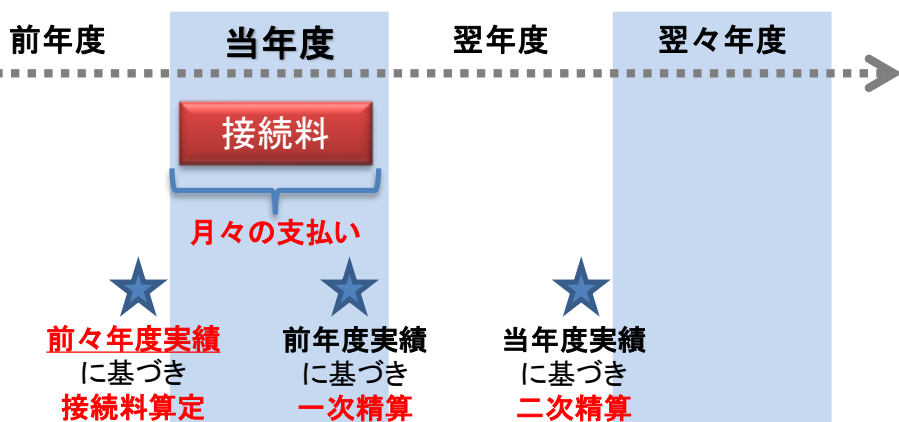 前年度
当年度
翌年度
翌々年度
接続料
月々の支払い
前々年度実績
に基づき
接続料算定
前年度実績
に基づき
一次精算
当年度実績
に基づき
二次精算